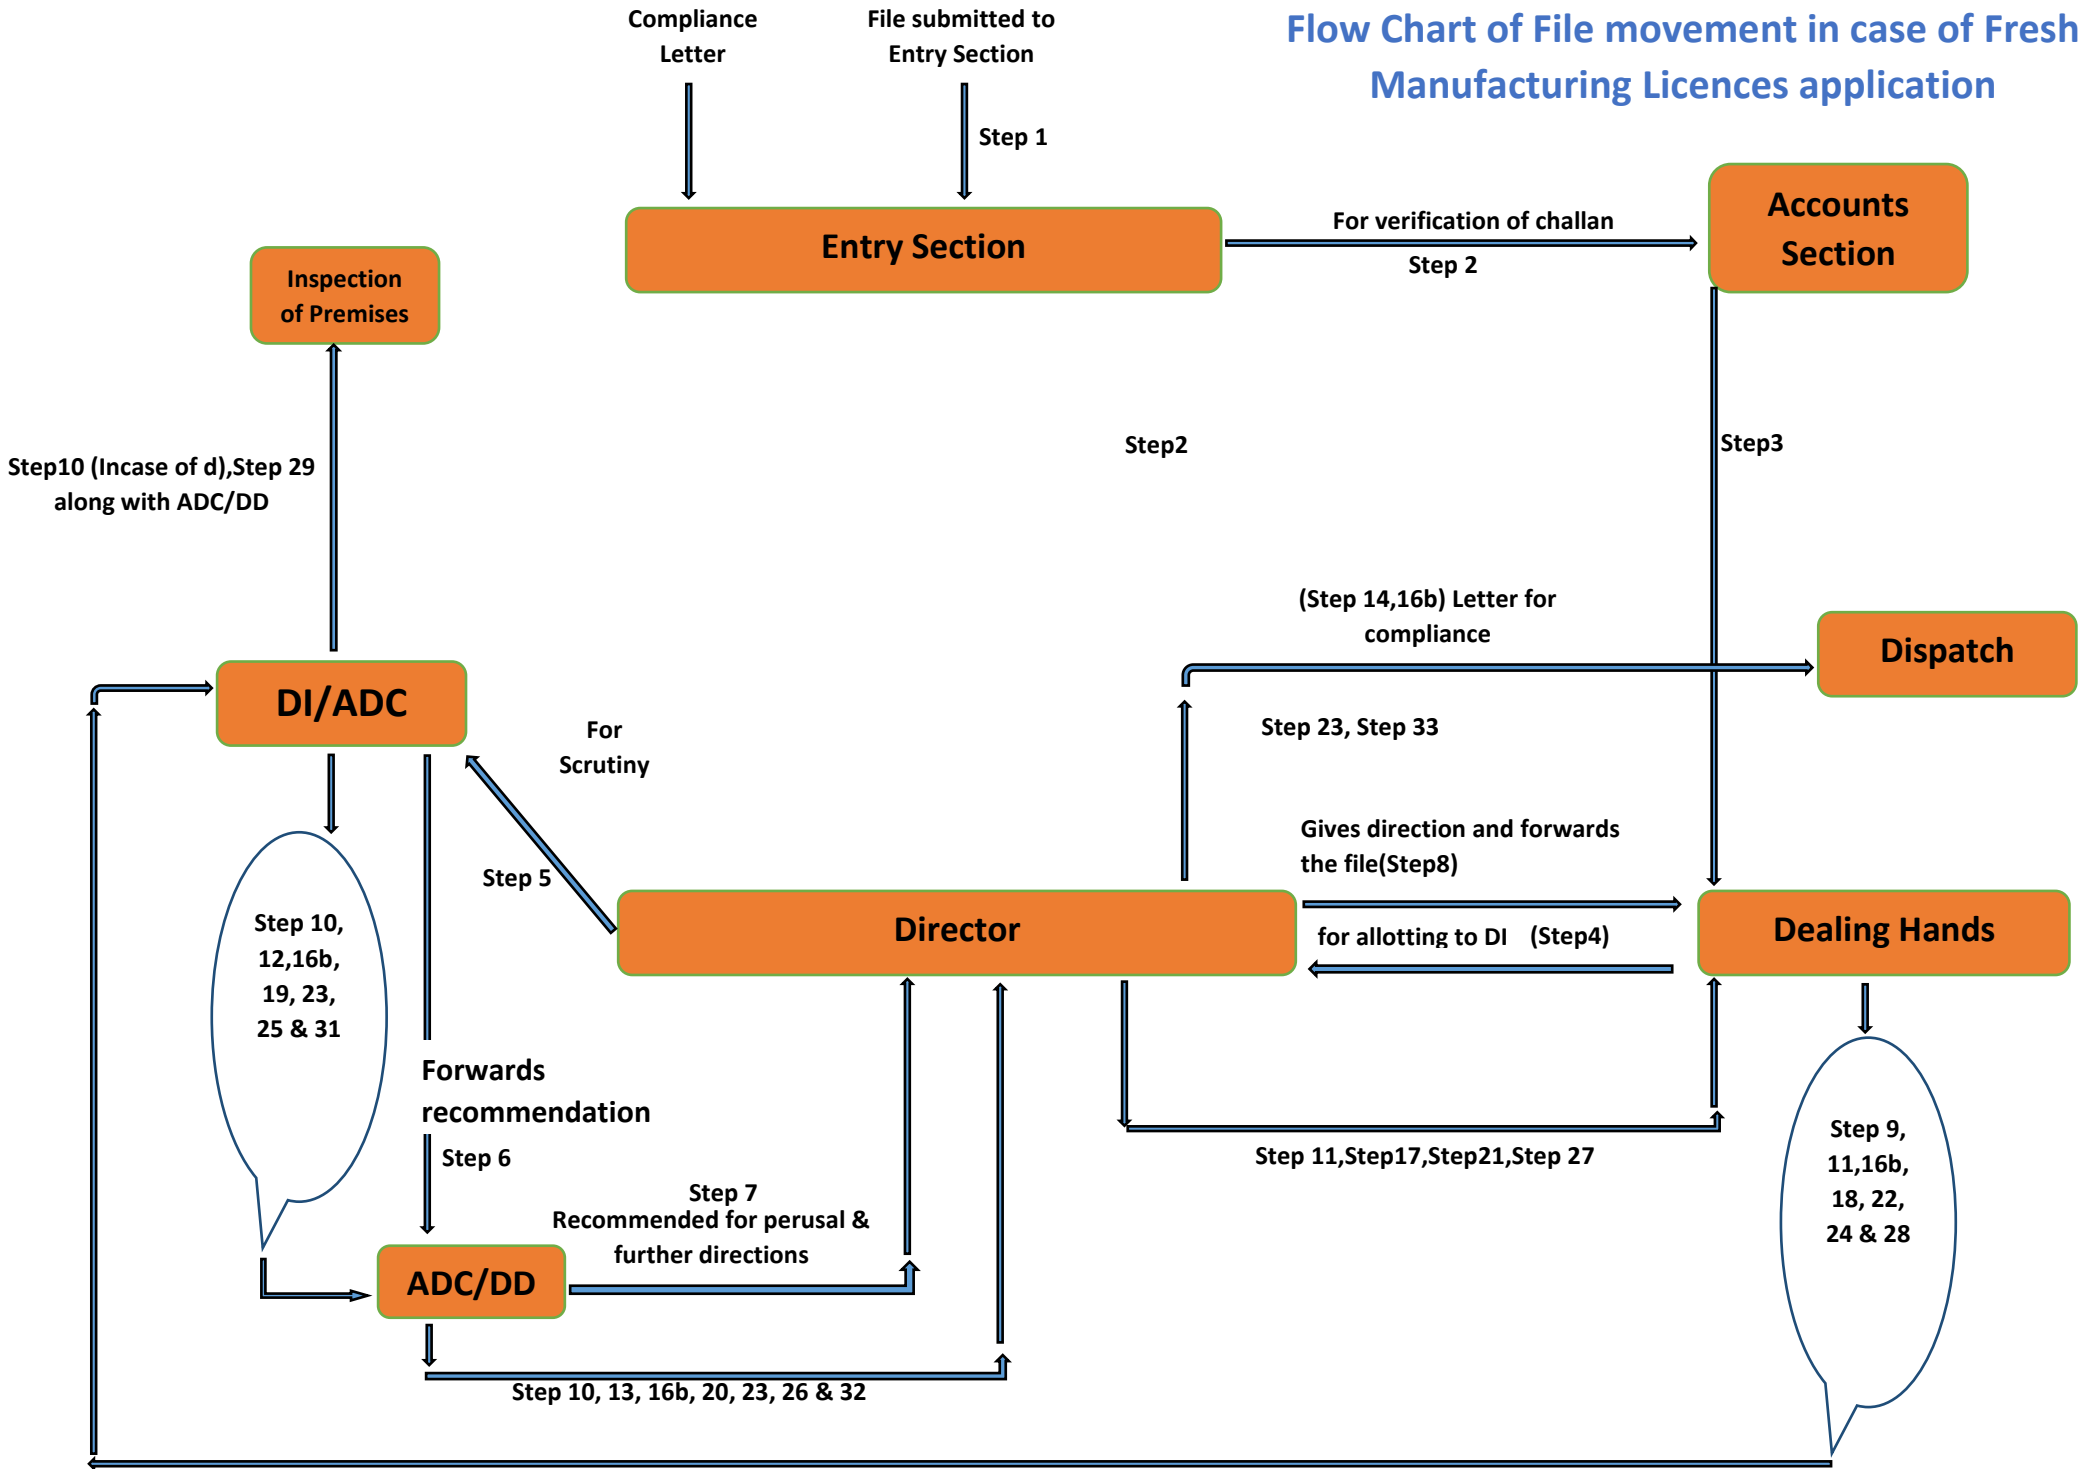 Compliance
Letter
File submitted to
Entry Section
Flow Chart of File movement in case of Fresh
Manufacturing Licences application
Step 1
Entry Section
For verification of challan
Step 2
Accounts
Section
Inspection
of Premises
Step10 (Incase of d),Step 29
along with ADC/DD
Step2
Step3
(Step 14,16b) Letter for
compliance
Dispatch
DI/ADC
For
Scrutiny
Step 23, Step 33
Gives direction and forwards
the file(Step8)
Step 5
Director
for allotting to DI (Step4)
Dealing Hands
Step 10,
12,16b,
19, 23,
25 & 31
Forwards
recommendation
Step 6
Step 7
Recommended for perusal &
further directions
Step 11,Step17,Step21,Step 27
Step 9,
11,16b,
18, 22,
24 & 28
ADC/DD
Step 10, 13, 16b, 20, 23, 26 & 32